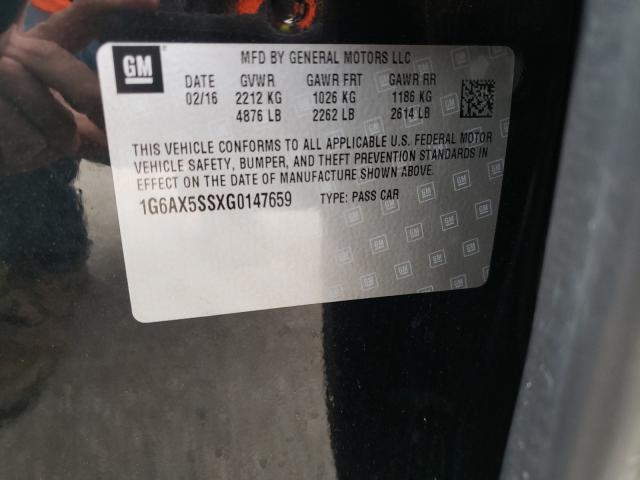 GM
MFD BY GENERAL MOTORS LLC
DATE GVWR GAWR FRT GAWR RR
02/16 2212 KG 1026 KG 1186 KG
4876 LB 2262 LB 2614 LB
THIS VEHICLE CONFORMS TO ALL APPLICABLE U.S. FEDERAL MOTOR
VEHICLE SAFETY, BUMPER, AND THEFT PREVENTION STANDARDS IN
EFFECT ON THE DATE OF MANUFACTURE SHOWN ABOVE.
1G6AX5SSXG0147659 TYPE: PASS CAR